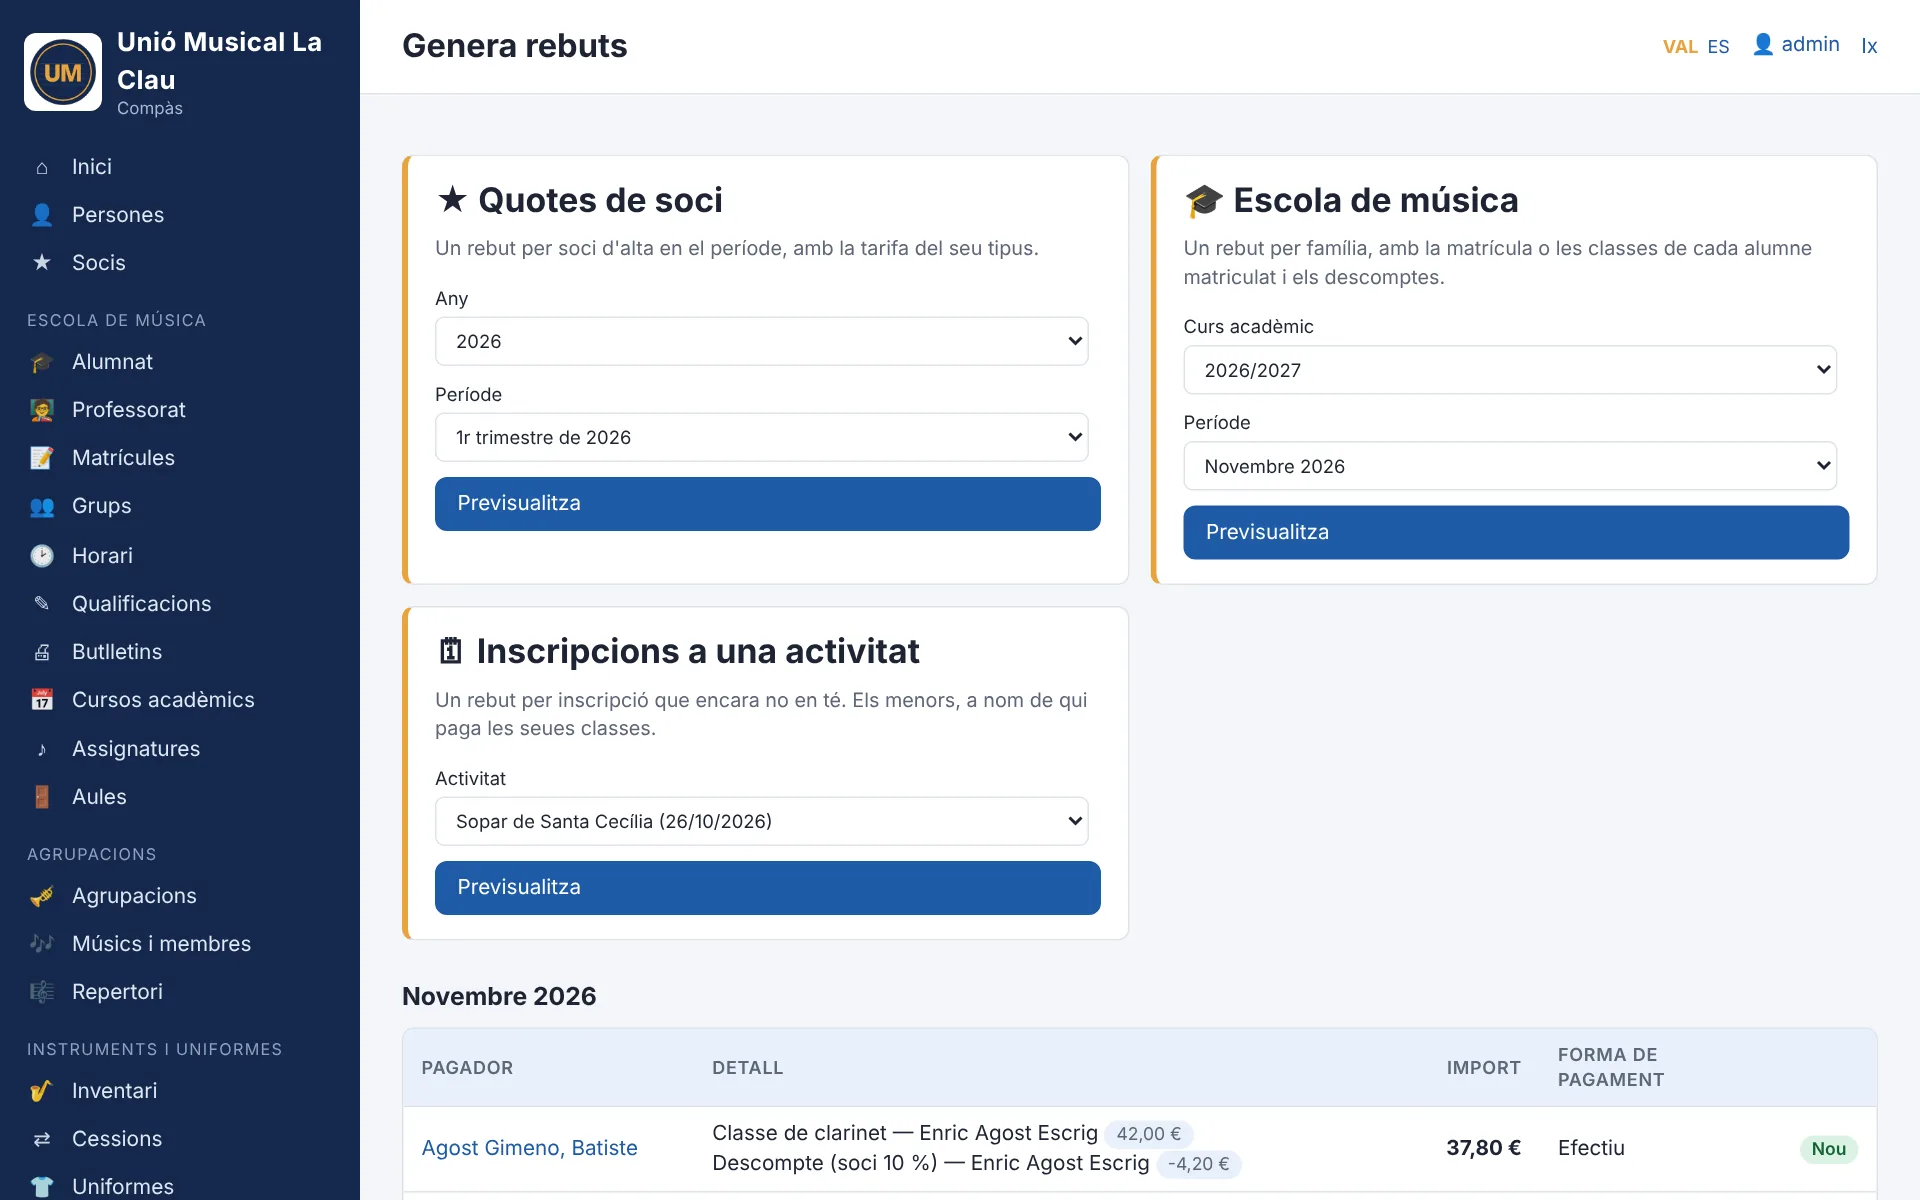 UM
Unió Musical La
Clau
Compàs
Inici
Persones
Socis
ESCOLA DE MÚSICA
Alumnat
Professorat
Matrícules
Grups
Horari
Qualificacions
Butlletins
Cursos acadèmics
Assignatures
Aules
AGRUPACIONS
Agrupacions
Músics i membres
Repertori
INSTRUMENTS I UNIFORMES
Inventari
Cessions
Uniformes
Genera rebuts
VAL ES admin Ix
★ Quotes de soci
Un rebut per soci d'alta en el període, amb la tarifa del seu tipus.
Any
2026
Període
1r trimestre de 2026
Previsualitza
Escola de música
Un rebut per família, amb la matrícula o les classes de cada alumne
matriculat i els descomptes.
Curs acadèmic
2026/2027
Període
Novembre 2026
Previsualitza
Inscripcions a una activitat
Un rebut per inscripció que encara no en té. Els menors, a nom de qui
paga les seues classes.
Activitat
Sopar de Santa Cecília (26/10/2026)
Previsualitza
Novembre 2026
PAGADOR DETALL IMPORT FORMA DE
PAGAMENT
Agost Gimeno, Batiste
Classe de clarinet — Enric Agost Escrig 42,00 €
Descompte (soci 10 %) — Enric Agost Escrig -4,20 €
37,80 € Efectiu Nou